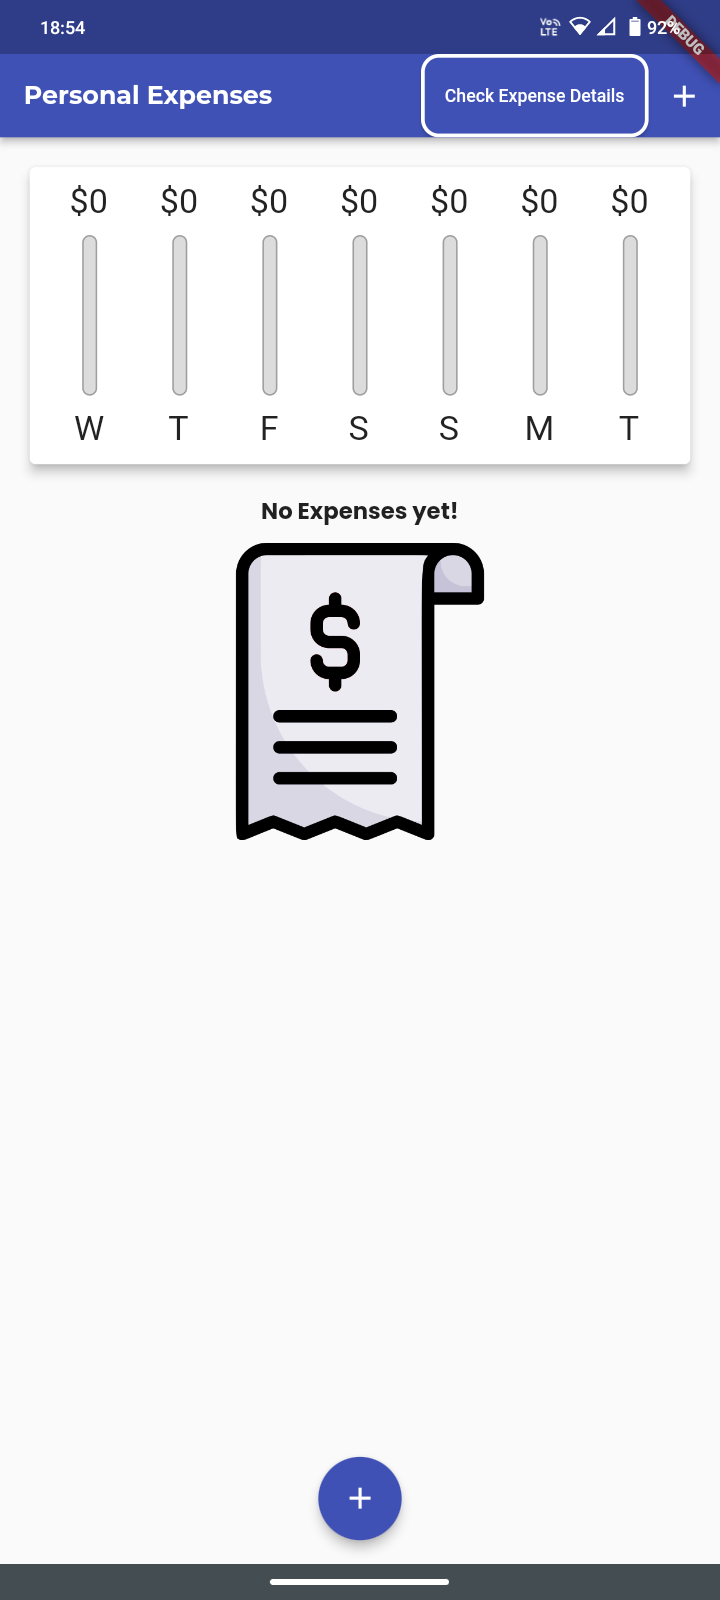 18:54 Vo LTE 92%
DEBUG
Personal Expenses Check Expense Details +
$0 $0 $0 $0 $0 $0 $0
W T F S S M T
No Expenses yet!
$
+